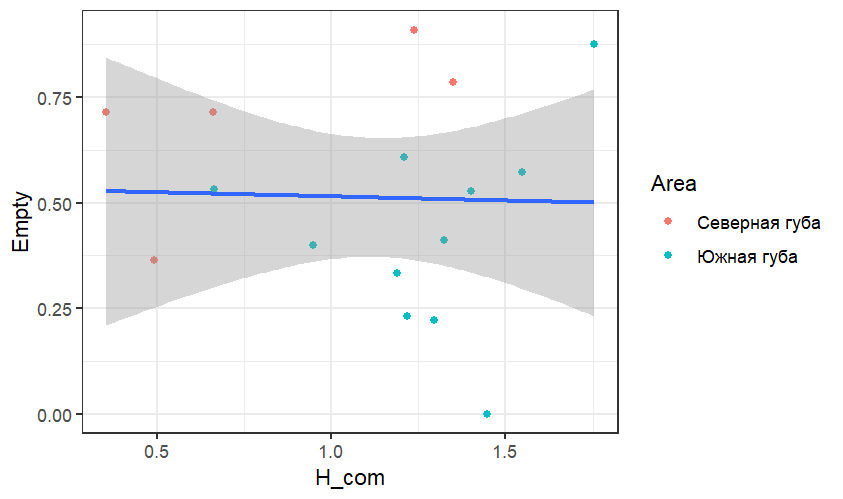 0.75
0.50
0.25
0.00
Empty
0.5 1.0 1.5
H_com
Area
Северная губа
Южная губа